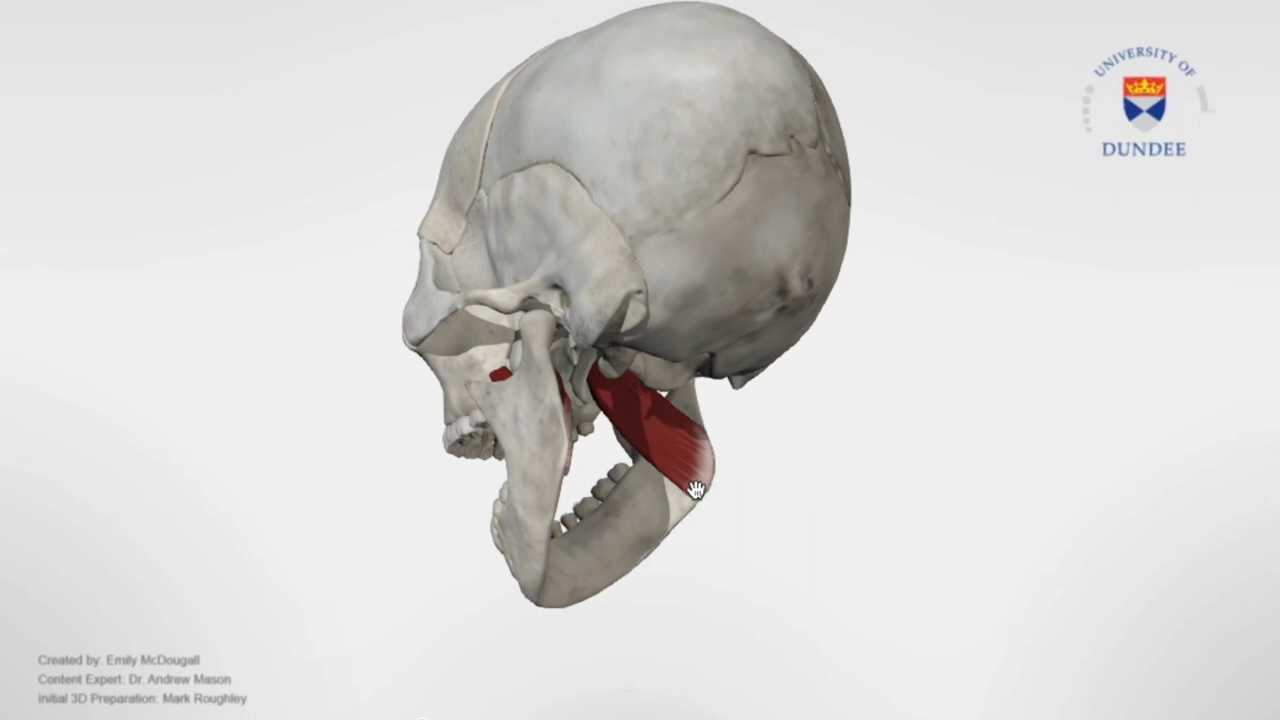 UNIVERSITY OF
DUNDEE
Created by: Emily McDougall
Content Expert: Dr. Andrew Mason
Initial 3D Preparation: Mark Roughley